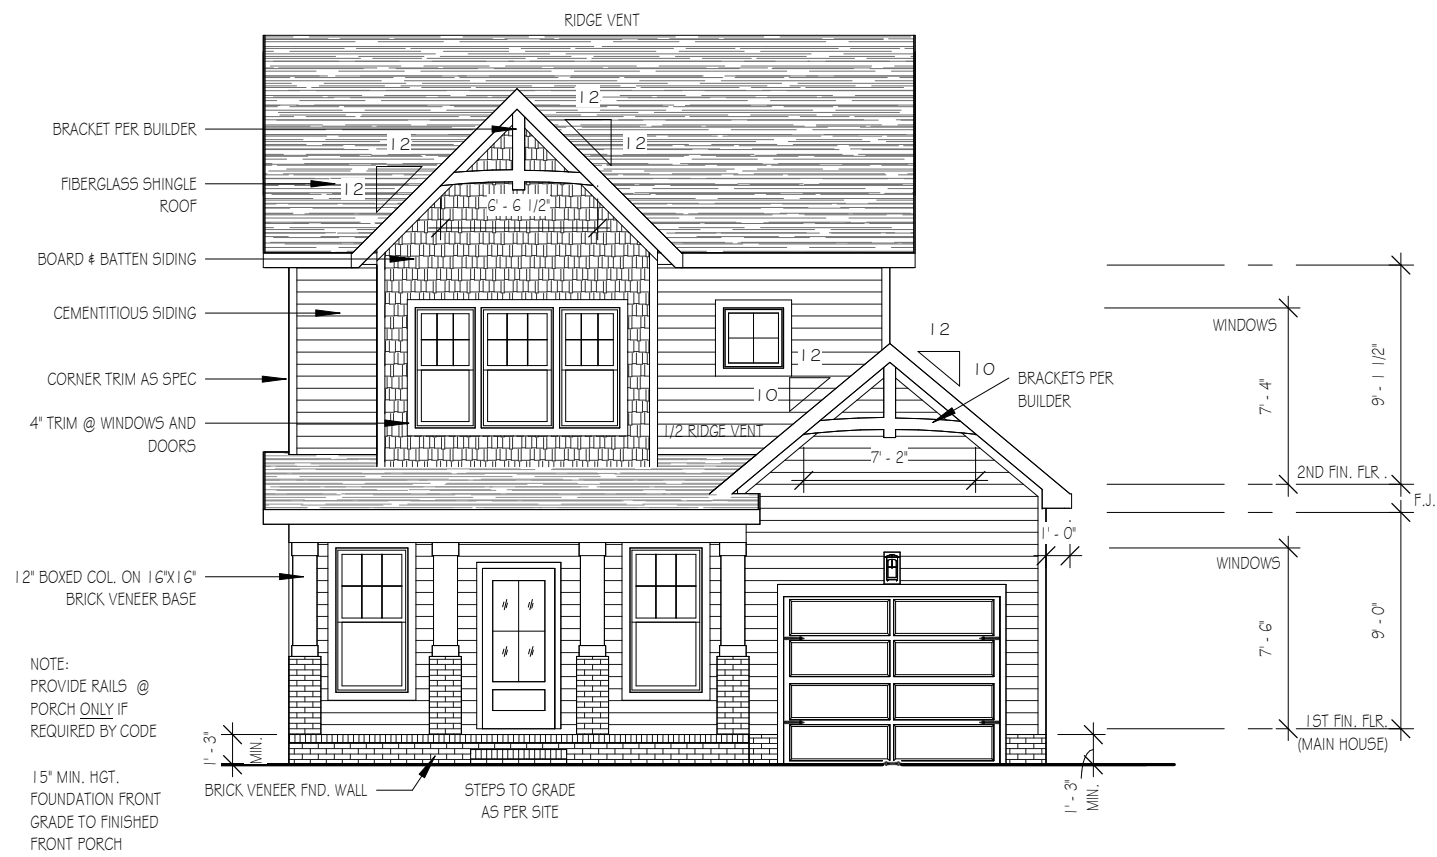 RIDGE VENT
12
12
12
12
BRACKET PER BUILDER
FIBERGLASS SHINGLE
ROOF
6' - 6 1/2"
BOARD & BATTEN SIDING
CEMENTITIOUS SIDING
CORNER TRIM AS SPEC
4" TRIM @ WINDOWS AND
DOORS
12
10
12
10
BRACKETS PER
BUILDER
1/2 RIDGE VENT
7' - 2"
WINDOWS
7' - 4"
9' - 1 1/2"
2ND FIN. FLR .
F.J.
1' - 0"
12" BOXED COL. ON 16"X16"
BRICK VENEER BASE
WINDOWS
7' - 6"
9' - 0"
1ST FIN. FLR.
(MAIN HOUSE)
NOTE:
PROVIDE RAILS @
PORCH ONLY IF
REQUIRED BY CODE
15" MIN. HGT.
FOUNDATION FRONT
GRADE TO FINISHED
FRONT PORCH
1' - 3"
MIN.
BRICK VENEER FND. WALL
STEPS TO GRADE
AS PER SITE
1' - 3"
MIN.